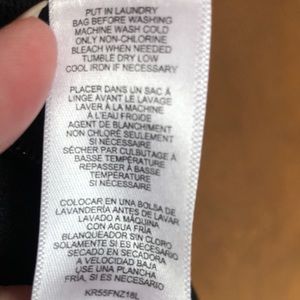 PUT IN LAUNDRY
BAG BEFORE WASHING
MACHINE WASH COLD
ONLY NON-CHLORINE
BLEACH WHEN NEEDED
TUMBLE DRY LOW
COOL IRON IF NECESSARY
PLACER DANS UN SAC À
LINGE AVANT LE LAVAGE
LAVER À LA MACHINE
À L'EAU FROIDE
AGENT DE BLANCHIMENT
NON CHLORÉ SEULEMENT
SI NÉCESSAIRE
SÉCHER PAR CULBUTAGE À
BASSE TEMPÉRATURE
REPASSER À BASSE
TEMPÉRATURE
SI NÉCESSAIRE
COLOCAR EN UNA BOLSA DE
LAVANDERÍA ANTES DE LAVAR
LAVADO A MÁQUINA
CON AGUA FRÍA
BLANQUEADOR SIN CLORO
SOLAMENTE SI ES NECESARIO
SECADO EN SECADORA
A VELOCIDAD BAJA
USE UNA PLANCHA
FRÍA, SI ES NECESARIO
KR55FNZ18L